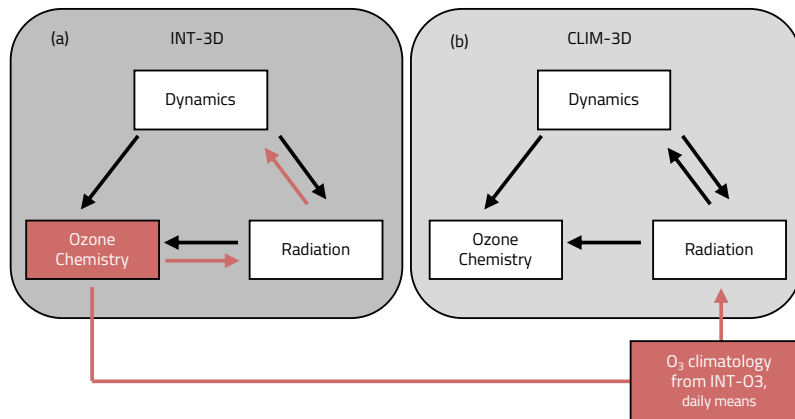 (a) INT-3D
Dynamics
Ozone
Chemistry
Radiation
(b) CLIM-3D
Dynamics
Ozone
Chemistry
Radiation
O₃ climatology
from INT-O3,
daily means